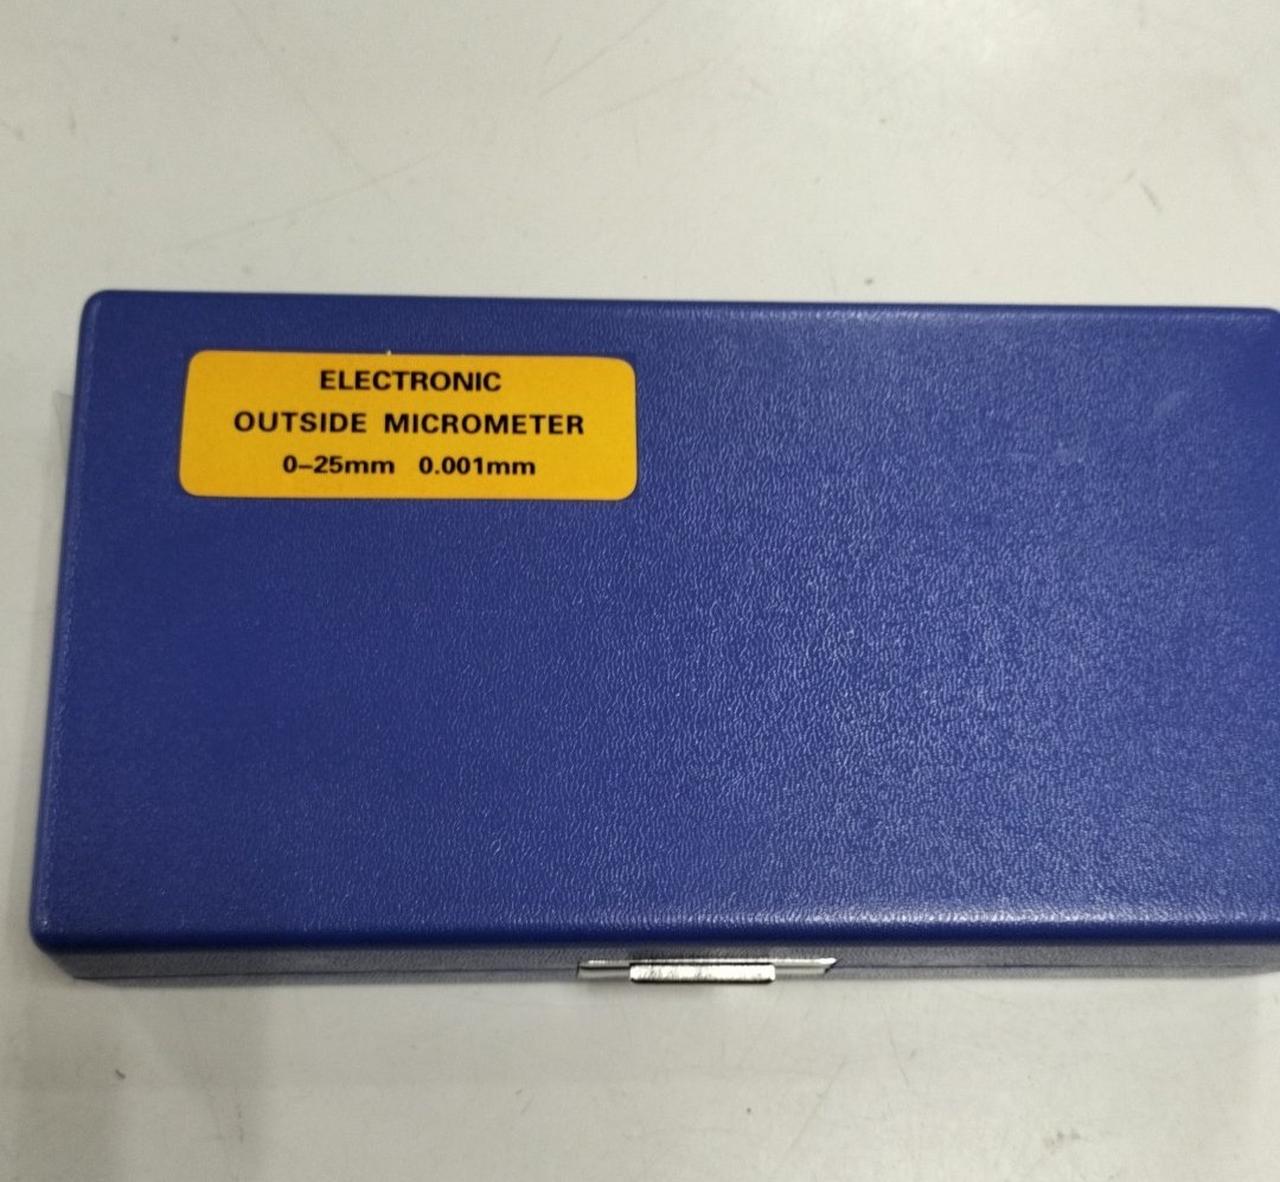 ELECTRONIC
OUTSIDE MICROMETER
0-25mm 0.001mm